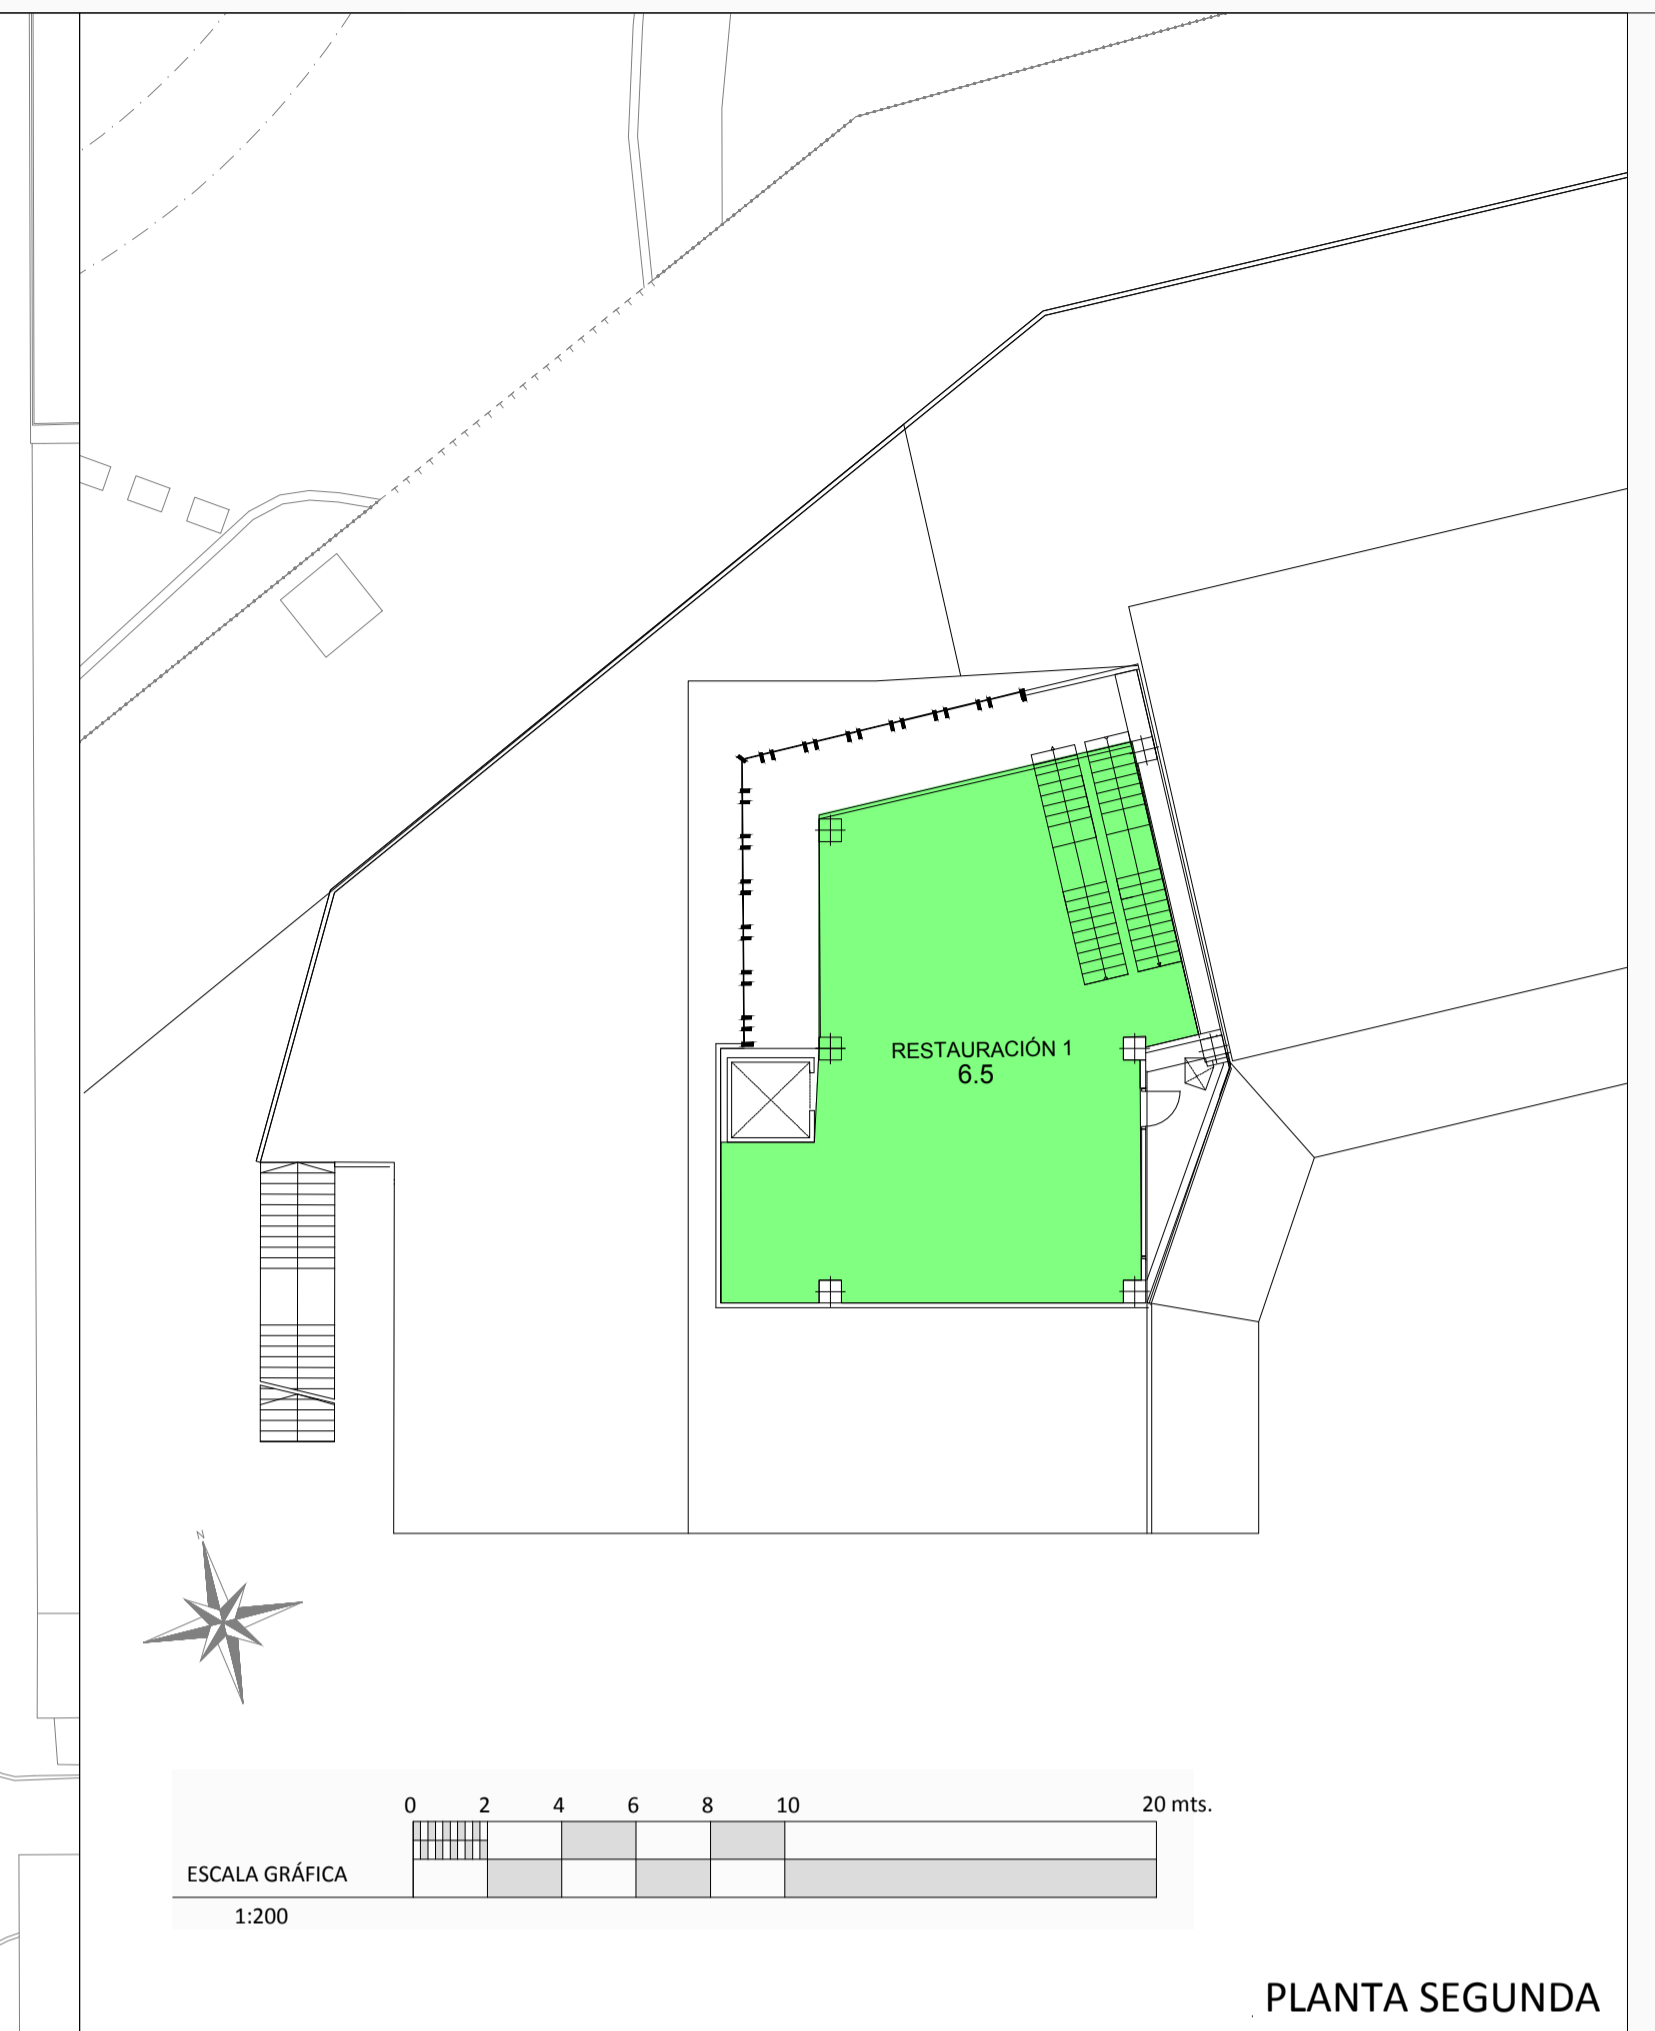 RESTAURACIÓN 1
6.5
N
0 2 4 6 8 10 20 mts.
ESCALA GRÁFICA
1:200
PLANTA SEGUNDA